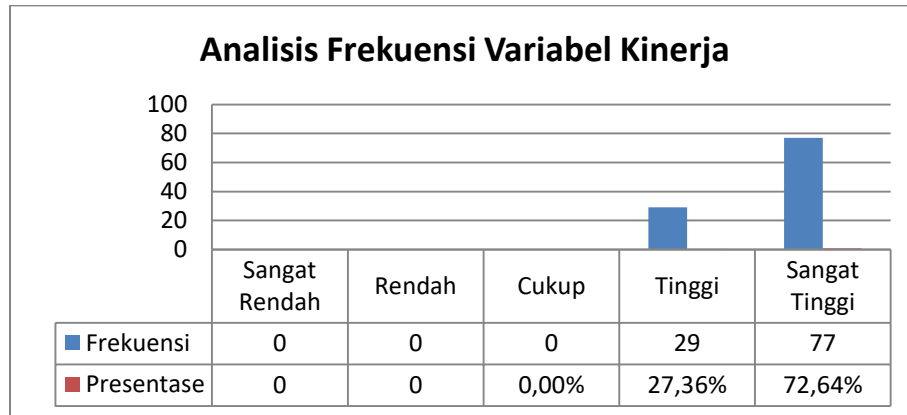 Analisis Frekuensi Variabel Kinerja
100
80
60
40
20
0
Sangat Rendah Rendah Cukup Tinggi Sangat Tinggi
Frekuensi 0 0 0 29 77
Presentase 0 0 0,00% 27,36% 72,64%